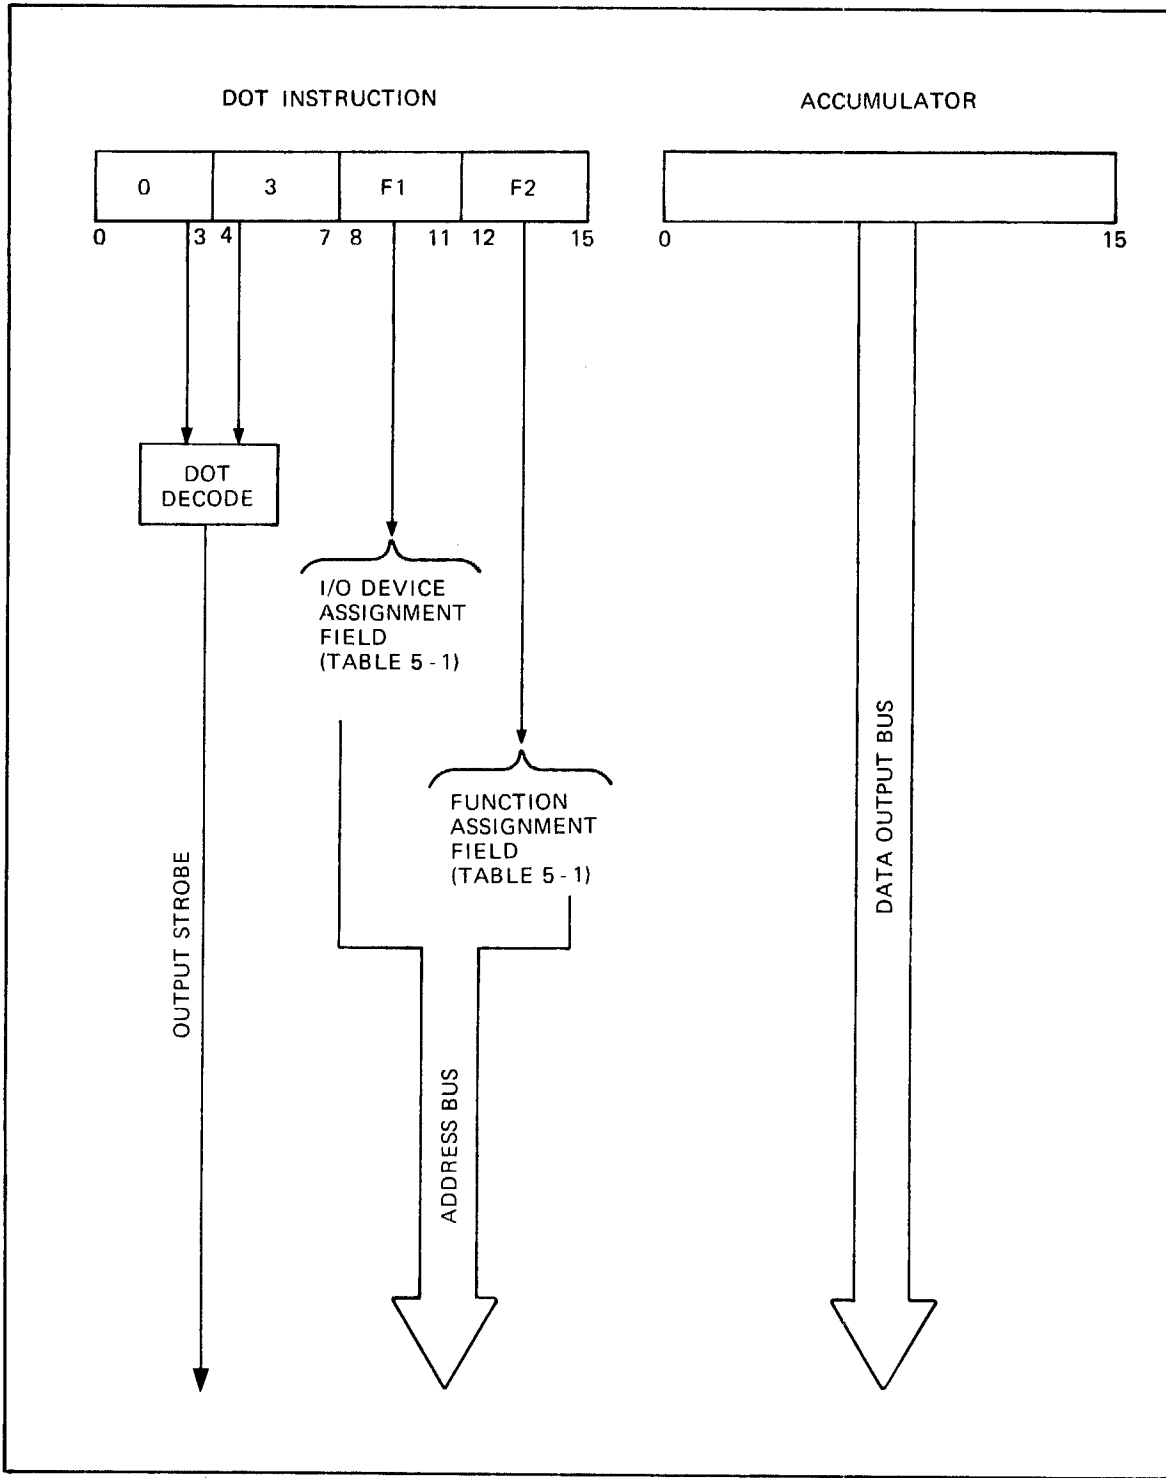 DOT INSTRUCTION
ACCUMULATOR
0 3 F1 F2
0 3 4 7 8 11 12 15
0 15
DOT
DECODE
I/O DEVICE
ASSIGNMENT
FIELD
(TABLE 5-1)
FUNCTION
ASSIGNMENT
FIELD
(TABLE 5-1)
OUTPUT STROBE
ADDRESS BUS
DATA OUTPUT BUS